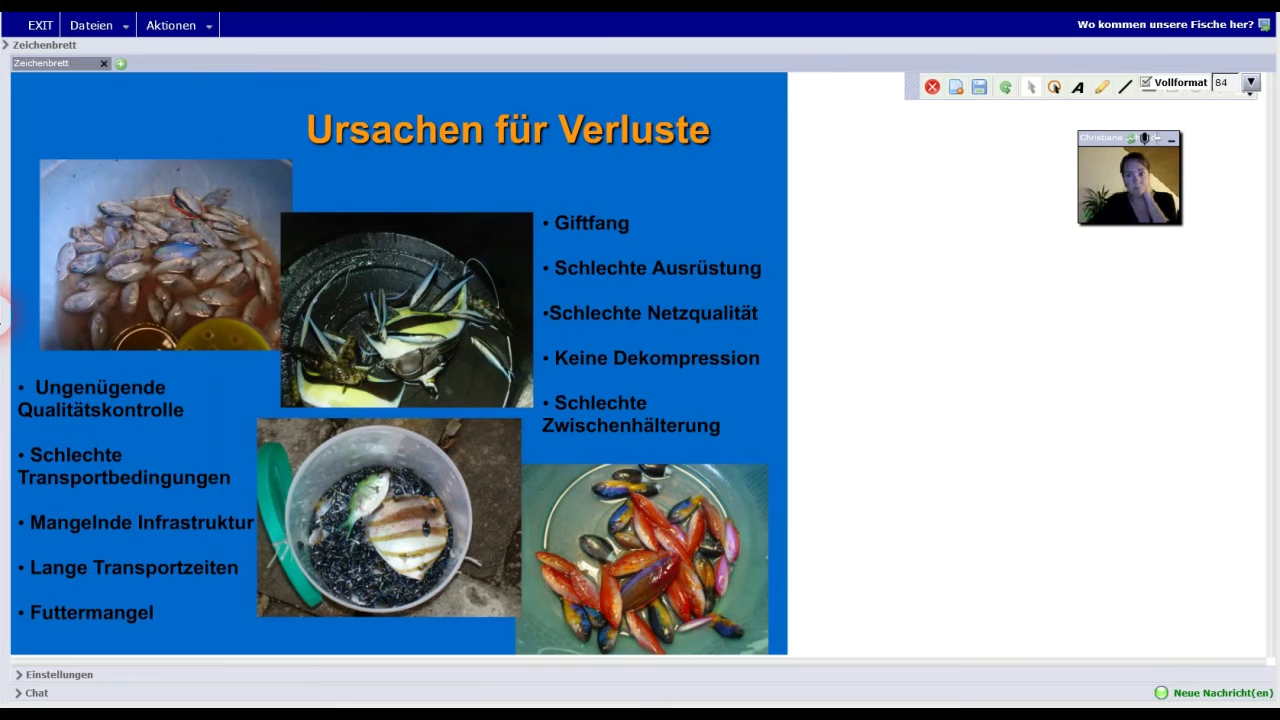 EXIT Dateien Aktionen
Wo kommen unsere Fische her?
Zeichenbrett
Zeichenbrett
Vollformat 84
Christiane
Ursachen für Verluste
• Giftfang
• Schlechte Ausrüstung
•Schlechte Netzqualität
• Keine Dekompression
• Schlechte
Zwischenhälterung
• Ungenügende
Qualitätskontrolle
• Schlechte
Transportbedingungen
• Mangelnde Infrastruktur
• Lange Transportzeiten
• Futtermangel
Einstellungen
Chat
Neue Nachricht(en)